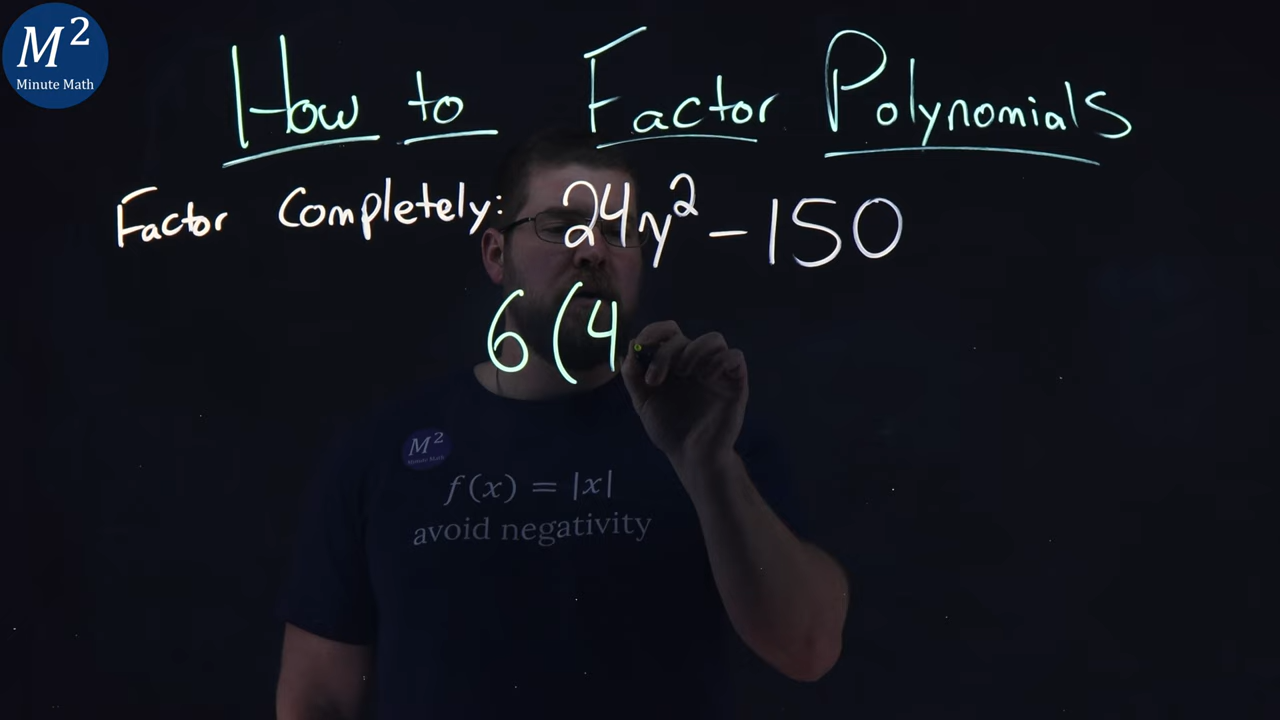 M²
Minute Math
How to Factor Polynomials
Factor Completely: 24y² - 150
6 (4
M²
Minute Math
f(x) = |x|
avoid negativity